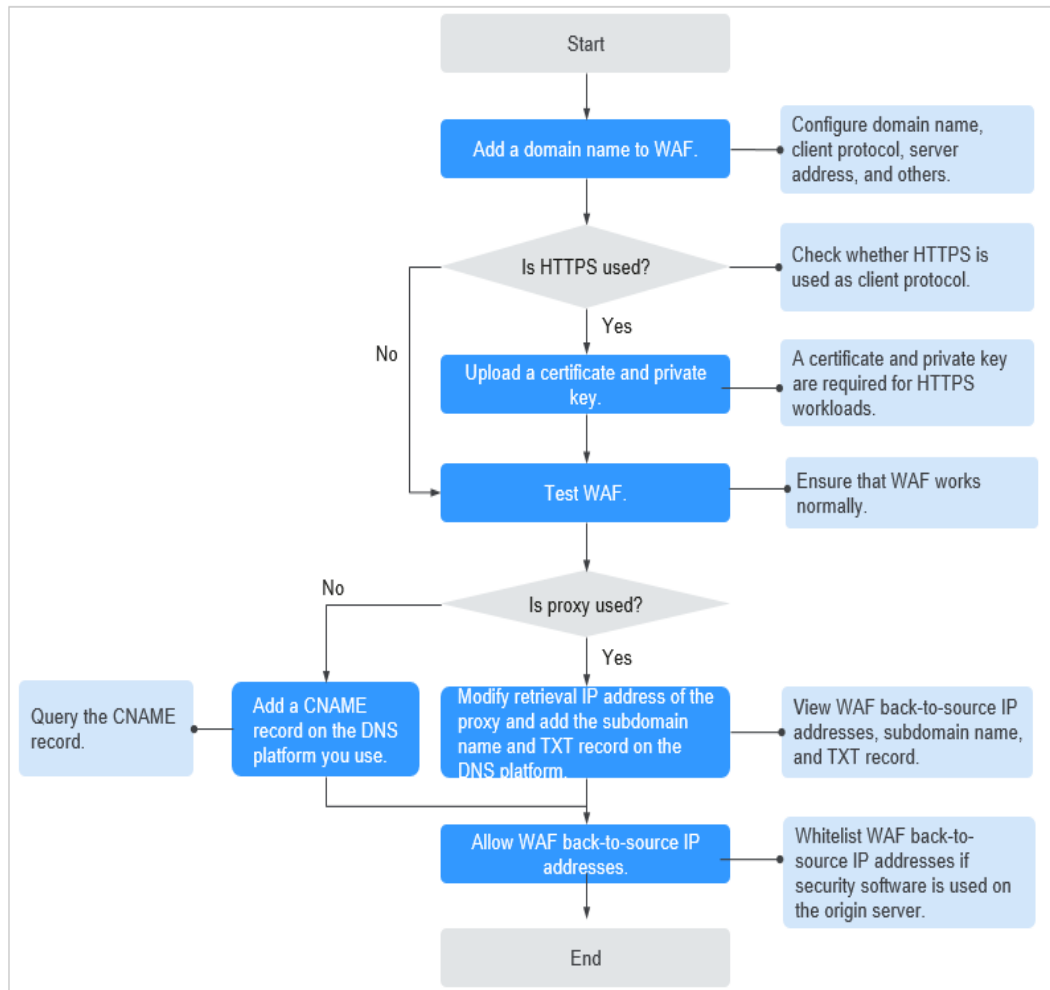 Start
Add a domain name to WAF.
Configure domain name,
client protocol, server
address, and others.
Is HTTPS used?
Check whether HTTPS is
used as client protocol.
Yes
No
Upload a certificate and private
key.
A certificate and private key
are required for HTTPS
workloads.
Test WAF.
Ensure that WAF works
normally.
No
Is proxy used?
Yes
Query the CNAME
record.
Add a CNAME
record on the DNS
platform you use.
Modify retrieval IP address of the
proxy and add the subdomain
name and TXT record on the
DNS platform.
View WAF back-to-source IP
addresses, subdomain name,
and TXT record.
Allow WAF back-to-source IP
addresses.
Whitelist WAF back-to-
source IP addresses if
security software is used on
the origin server.
End